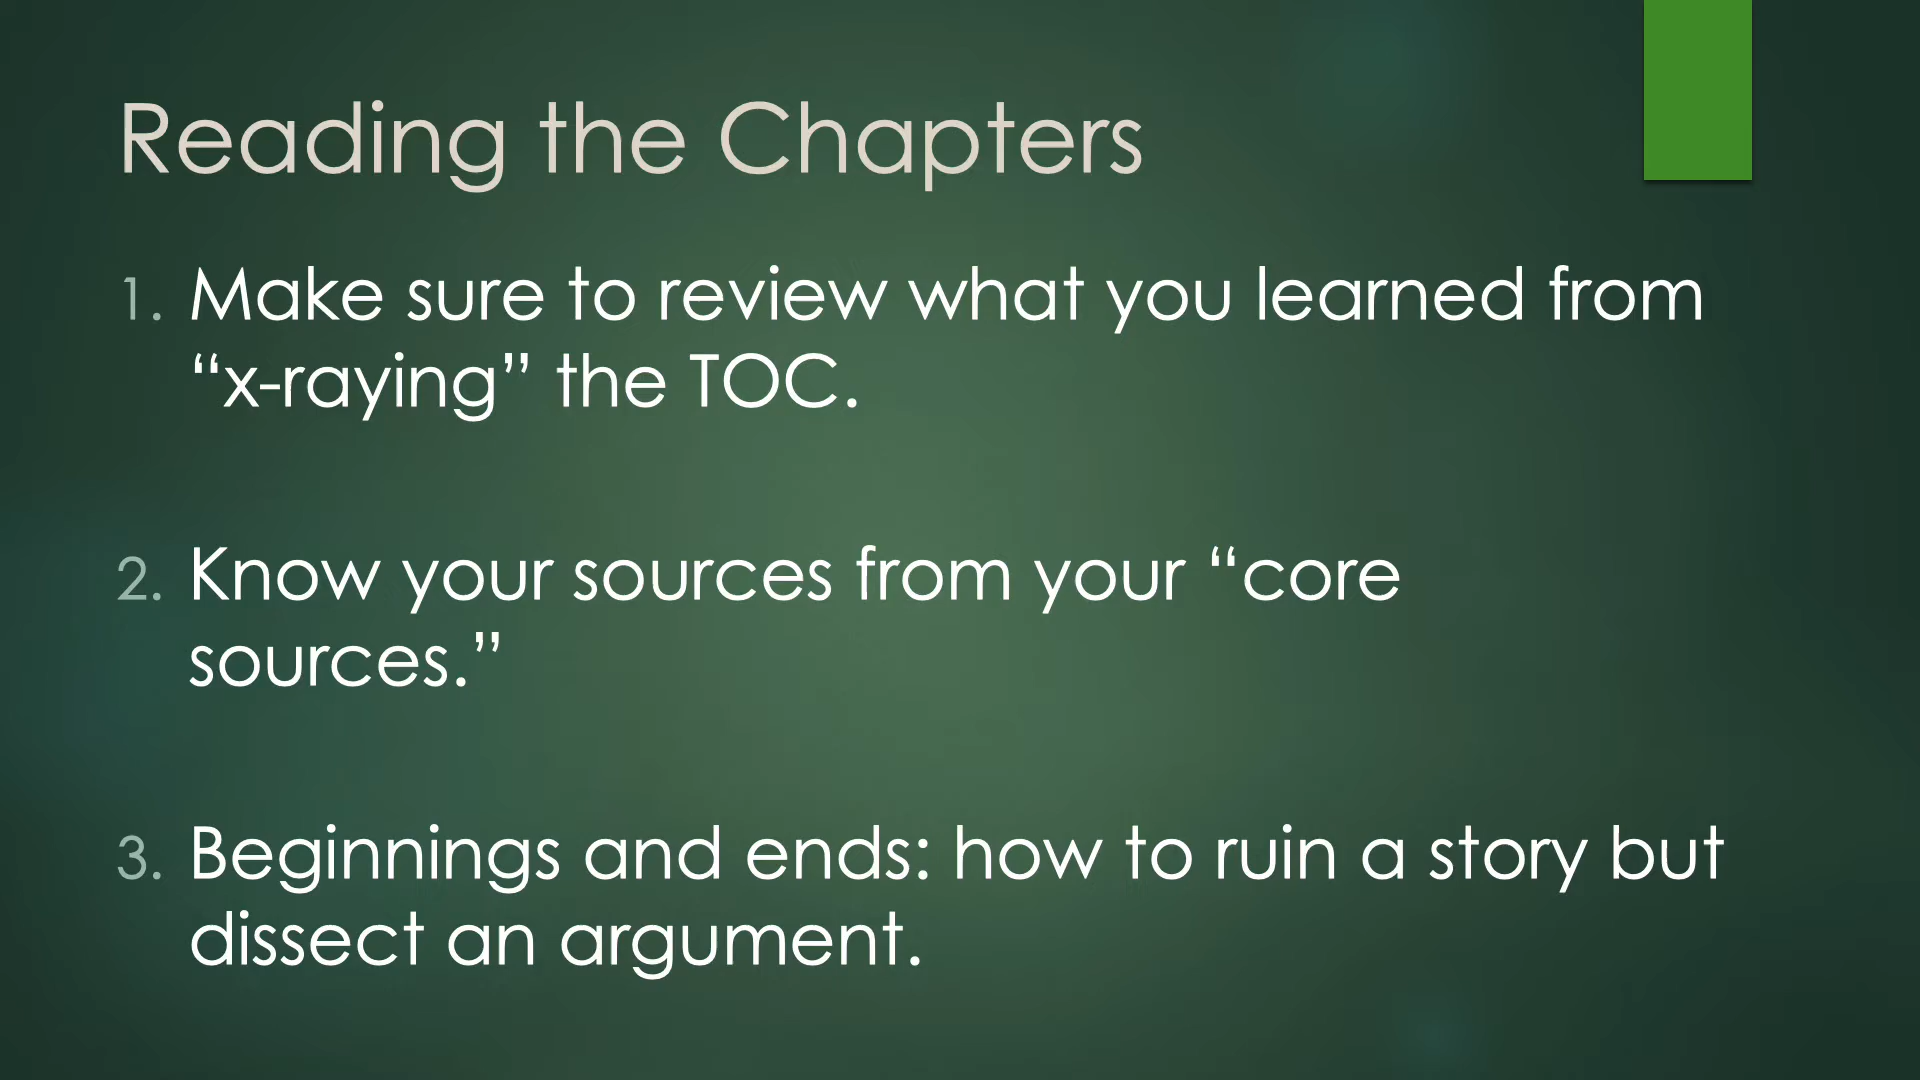 Reading the Chapters
1. Make sure to review what you learned from
“x-raying” the TOC.
2. Know your sources from your “core
sources.”
3. Beginnings and ends: how to ruin a story but
dissect an argument.